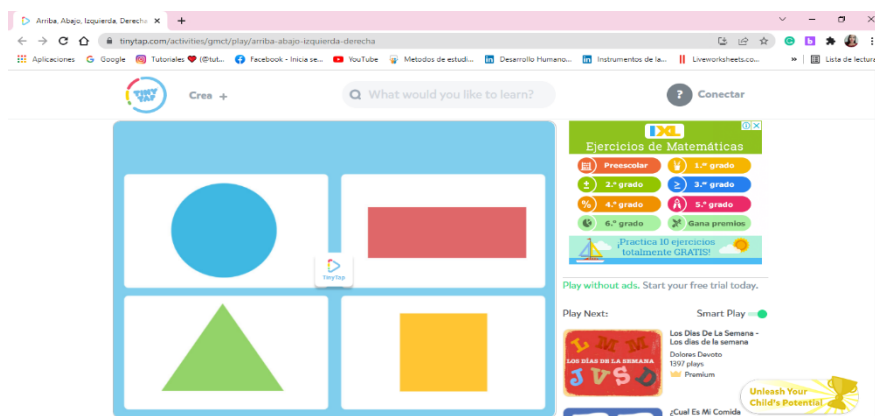 Arriba, Abajo, Izquierda, Derecha
tinytap.com/activities/gmct/play/arriba-abajo-izquierda-derecha
Aplicaciones
Google
Tutoriales ❤ (@tut...
Facebook - Inicia se...
YouTube
Metodos de estudi...
Desarrollo Humano...
Instrumentos de la...
Liveworksheets.co...
»
Lista de lectura
TINY TAP
Crea +
What would you like to learn?
? Conectar
TinyTap
IXL
Ejercicios de Matemáticas
Preescolar
1.er grado
2.º grado
3.er grado
4.º grado
5.º grado
6.º grado
Gana premios
¡Practica 10 ejercicios
totalmente GRATIS!
Play without ads. Start your free trial today.
Play Next:
Smart Play
L M M
LOS DÍAS DE LA SEMANA
J V S D
Los Dias De La Semana -
Los dias de la semana
Dolores Devoto
1397 plays
Premium
Unleash Your
Child's Potential
¿Cual Es Mi Comida